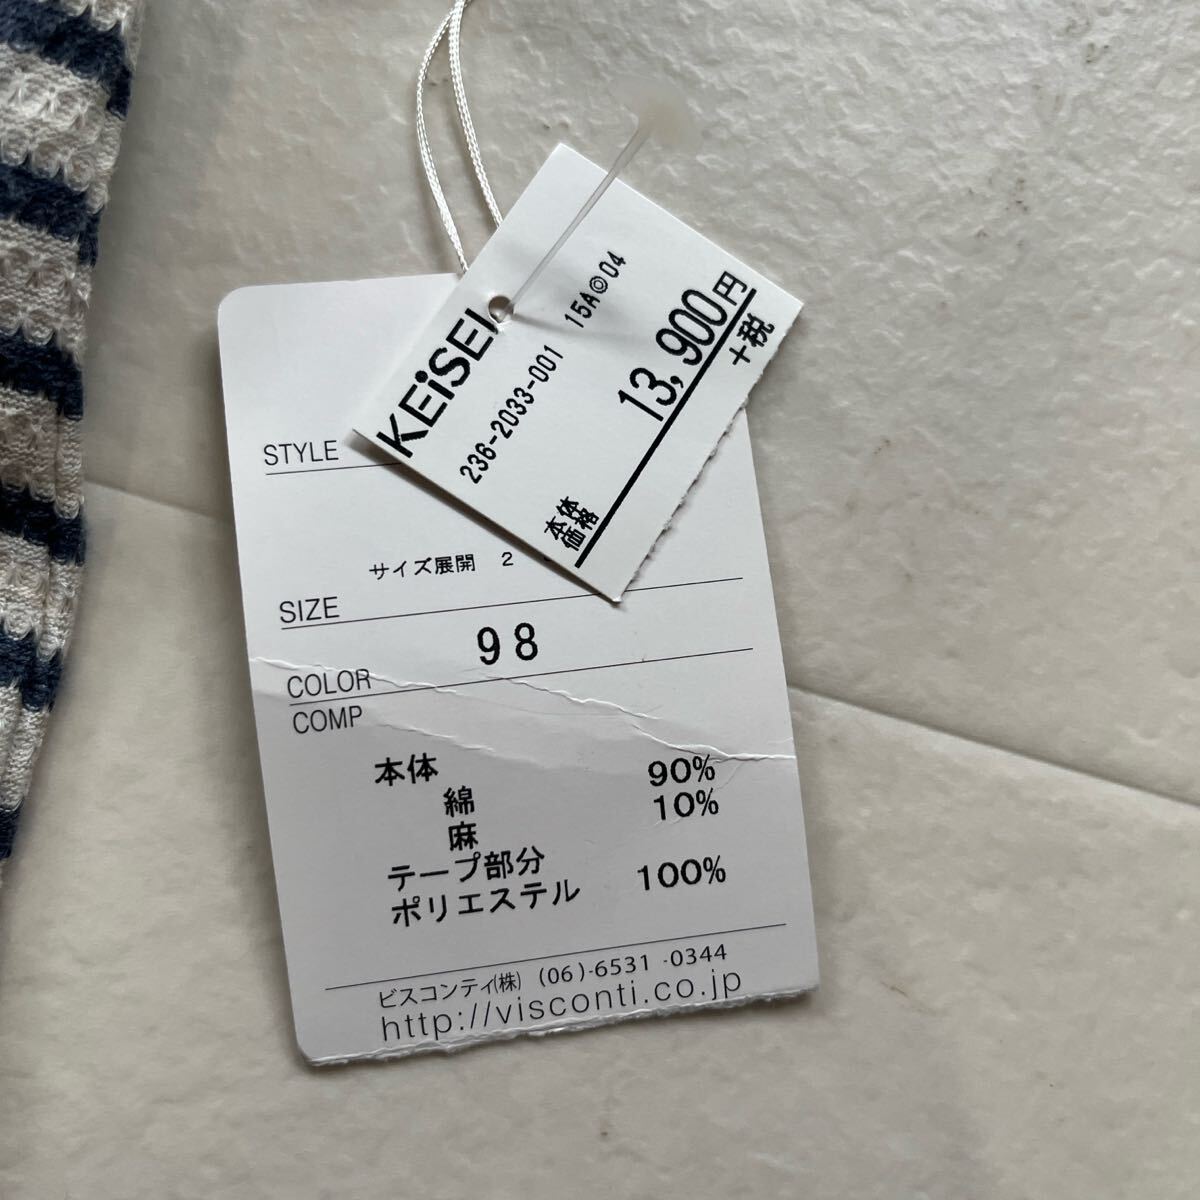 KEiSEI
236-2033-001 15A◎04
13,900円
+税
本体
価格
STYLE
サイズ展開 2
SIZE
98
COLOR
COMP
本体
綿 90%
麻 10%
テープ部分
ポリエステル 100%
ビスコンティ(株) (06)-6531-0344
http://visconti.co.jp